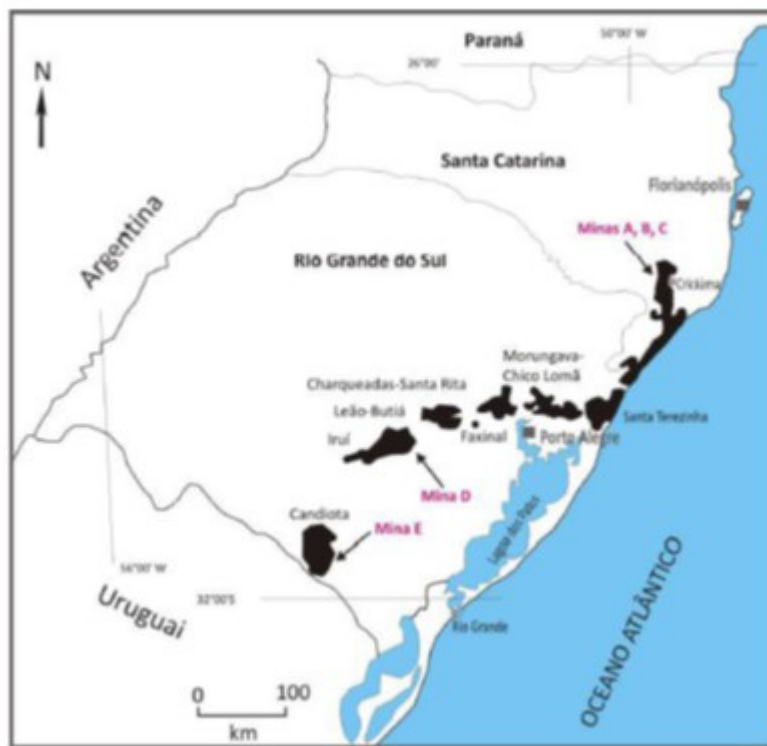 Paraná
50°00' W
26°00'
N
Santa Catarina
Florianópolis
Argentina
Minas A, B, C
Rio Grande do Sul
Criciúma
Morungava-
Chico Lomã
Charqueadas-Santa Rita
Leão-Butiá
Santa Terezinha
Iruí
Faxinal
Porto Alegre
Mina D
Candiota
Mina E
Lagoa dos Patos
56°00' W
Uruguai
32°00'S
Rio Grande
OCEANO ATLÂNTICO
0 100
km